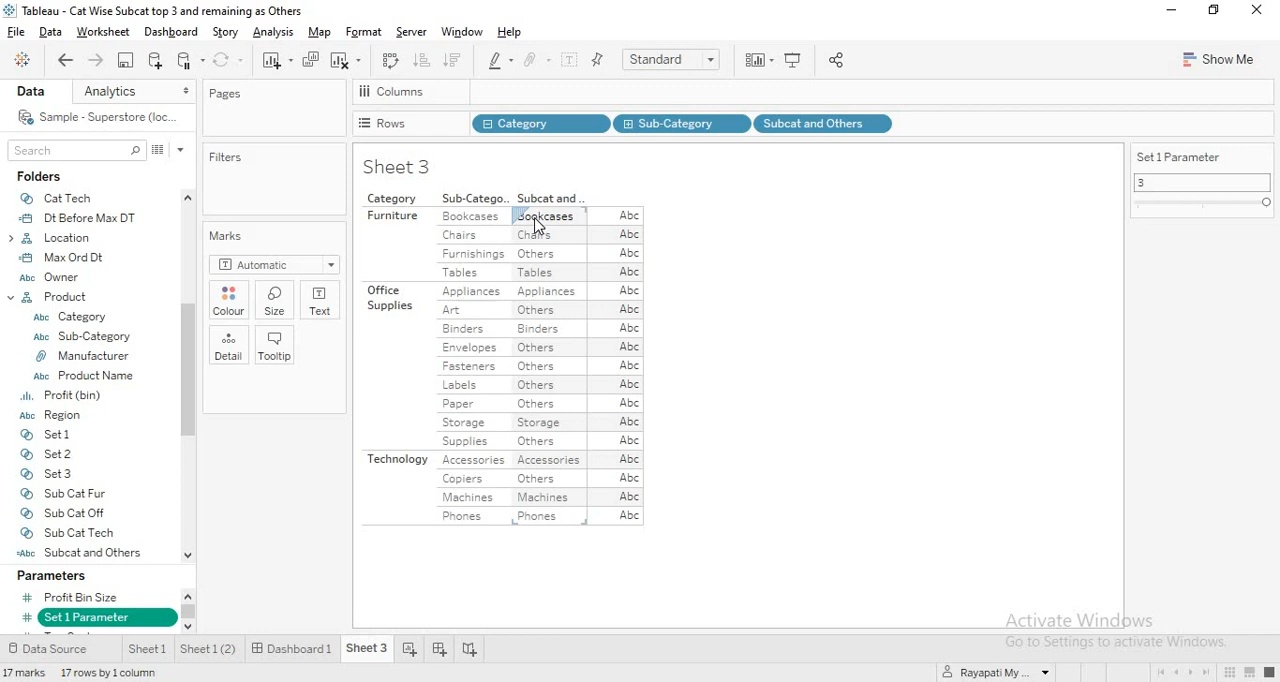 Tableau - Cat Wise Subcat top 3 and remaining as Others
File Data Worksheet Dashboard Story Analysis Map Format Server Window Help
Standard
Show Me
Data Analytics
Sample - Superstore (loc...
Search
Folders
Cat Tech
Dt Before Max DT
Location
Max Ord Dt
Abc Owner
Product
Abc Category
Abc Sub-Category
Manufacturer
Abc Product Name
Profit (bin)
Abc Region
Set 1
Set 2
Set 3
Sub Cat Fur
Sub Cat Off
Sub Cat Tech
=Abc Subcat and Others
Parameters
# Profit Bin Size
# Set 1 Parameter
Pages
Filters
Marks
Automatic
Colour Size Text
Detail Tooltip
Columns
Rows Category Sub-Category Subcat and Others
Sheet 3
Category Sub-Catego.. Subcat and ..
Furniture Bookcases Bookcases Abc
Chairs Chairs Abc
Furnishings Others Abc
Tables Tables Abc
Office Supplies Appliances Appliances Abc
Art Others Abc
Binders Binders Abc
Envelopes Others Abc
Fasteners Others Abc
Labels Others Abc
Paper Others Abc
Storage Storage Abc
Supplies Others Abc
Technology Accessories Accessories Abc
Copiers Others Abc
Machines Machines Abc
Phones Phones Abc
Set 1 Parameter
3
Activate Windows
Go to Settings to activate Windows.
Data Source Sheet 1 Sheet 1 (2) Dashboard 1 Sheet 3
17 marks 17 rows by 1 column
Rayapati My ...